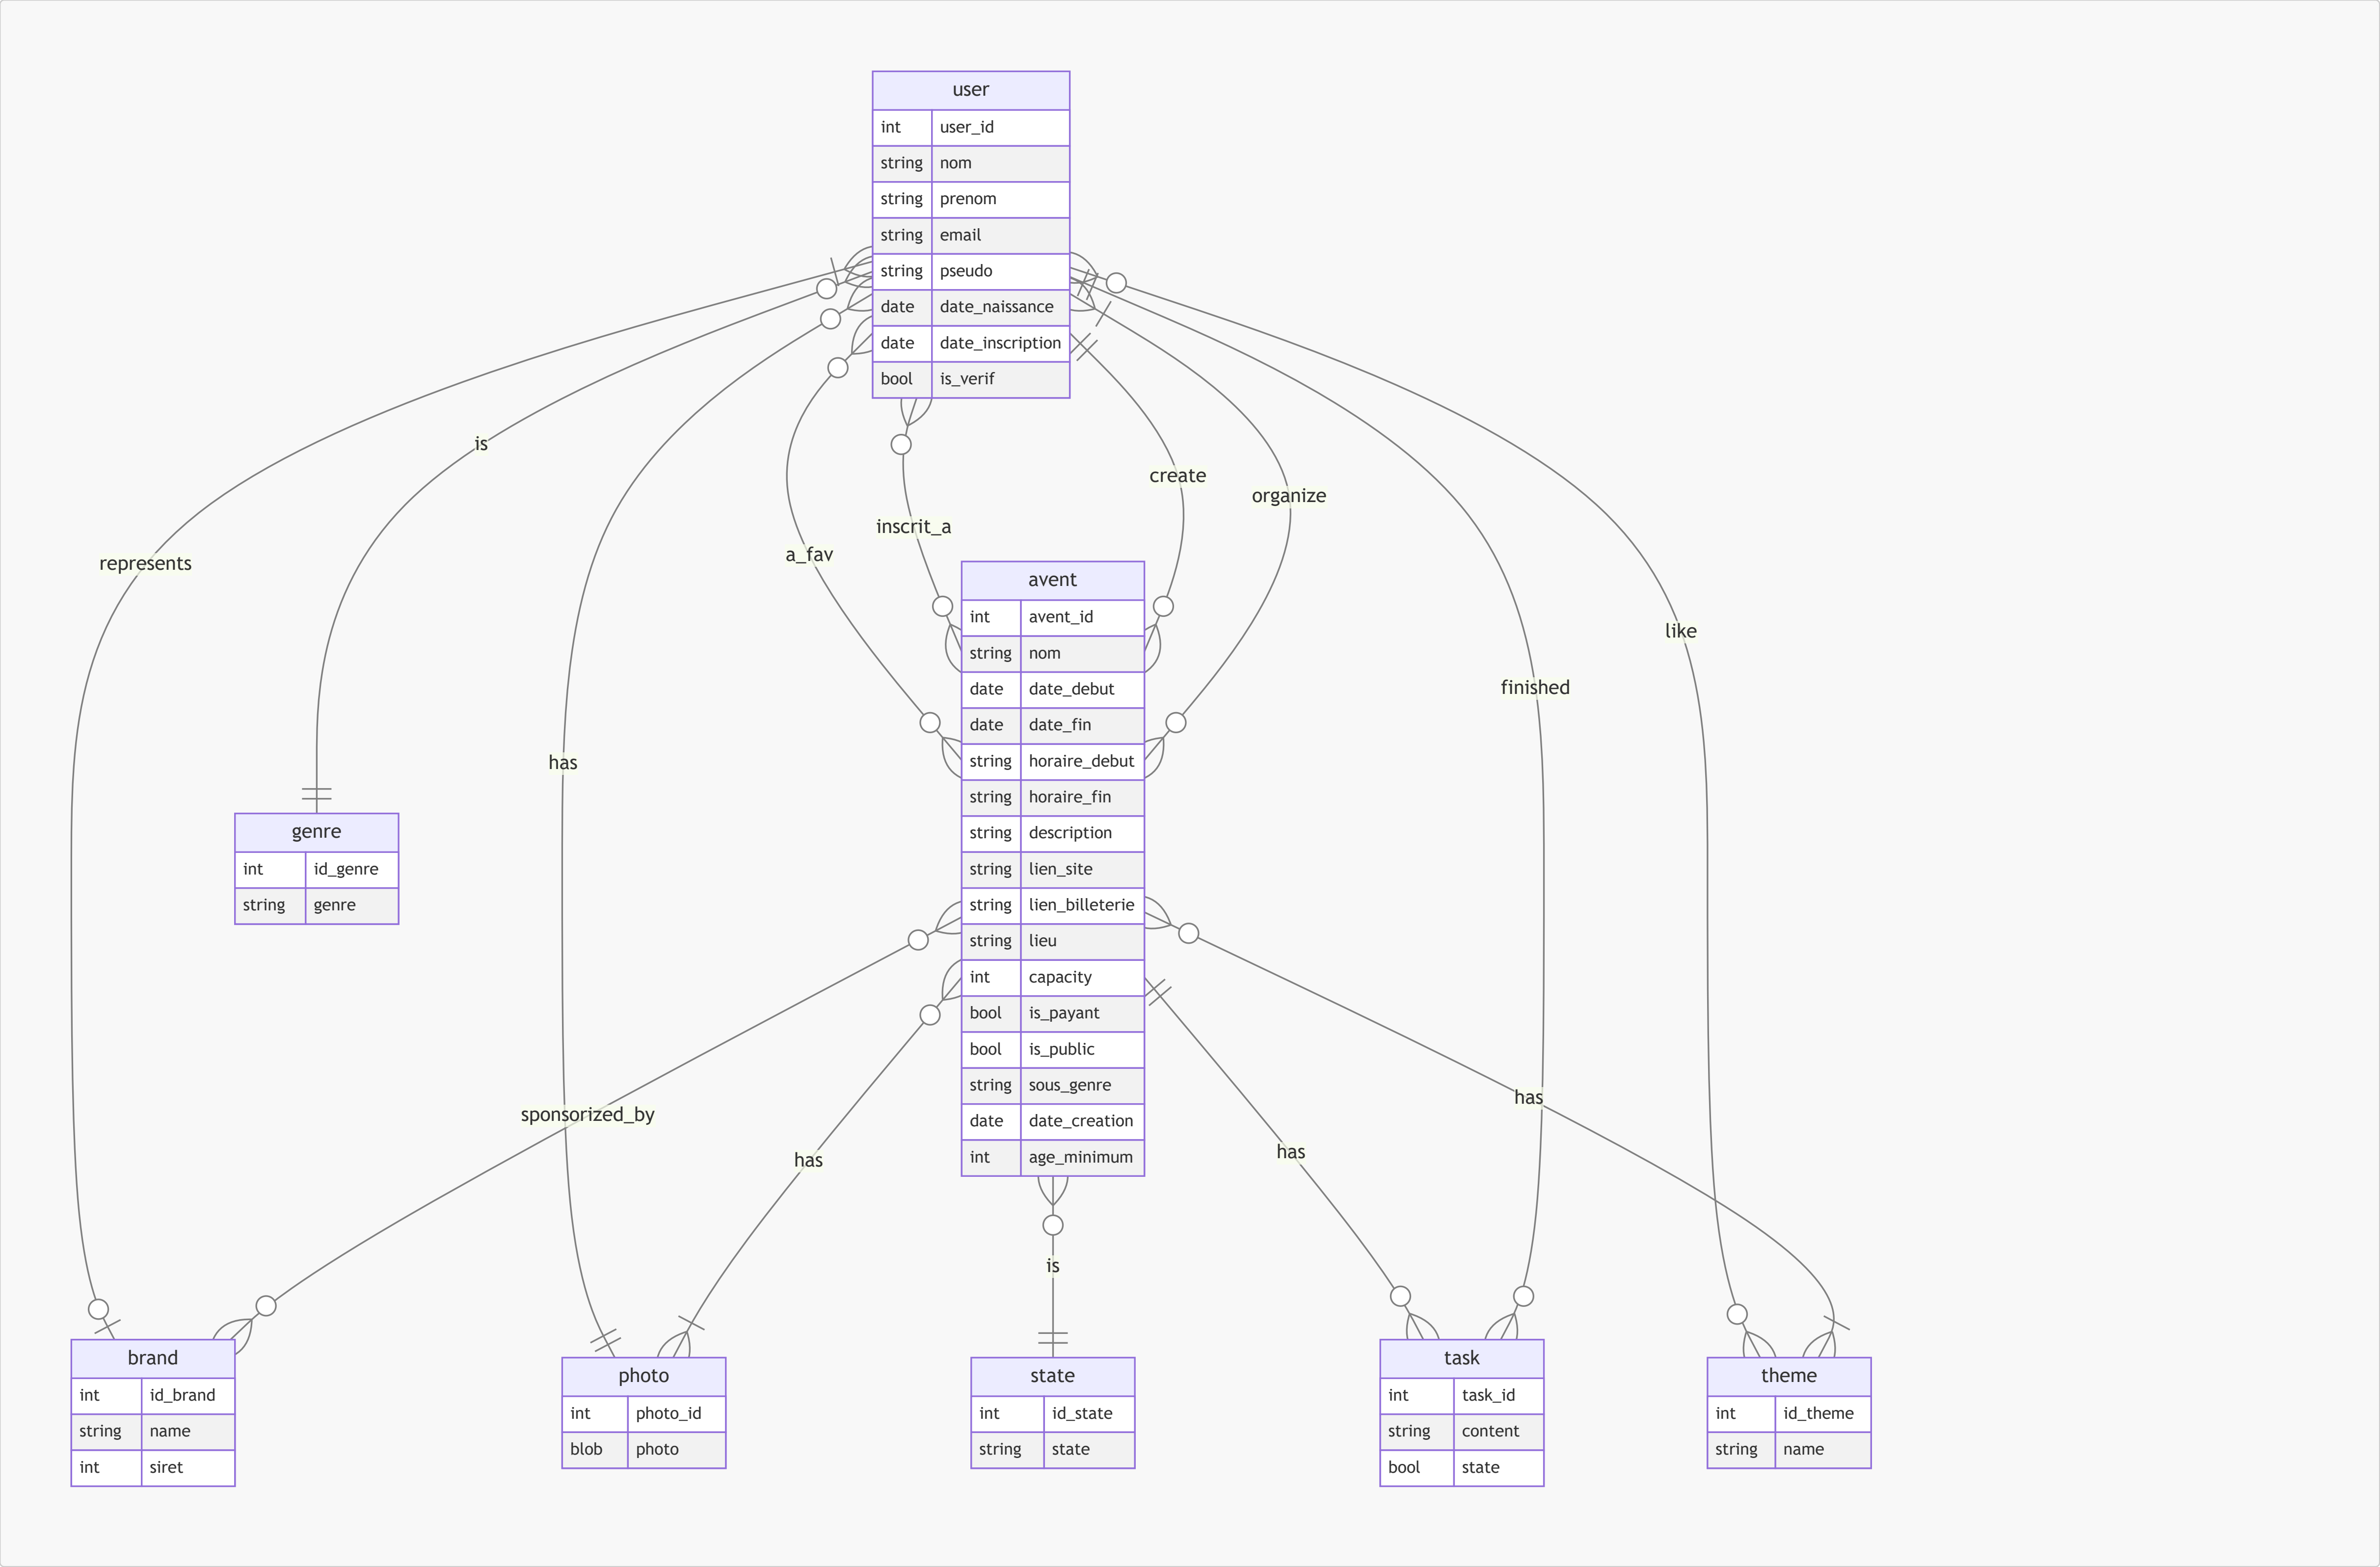 user
int user_id
string nom
string prenom
string email
string pseudo
date date_naissance
date date_inscription
bool is_verif
is
create
organize
inscrit_a
a_fav
represents
avent
int avent_id
string nom
date date_debut
date date_fin
string horaire_debut
string horaire_fin
string description
string lien_site
string lien_billeterie
string lieu
int capacity
bool is_payant
bool is_public
string sous_genre
date date_creation
int age_minimum
like
finished
has
genre
int id_genre
string genre
has
sponsorized_by
has
has
is
brand
int id_brand
string name
int siret
photo
int photo_id
blob photo
state
int id_state
string state
task
int task_id
string content
bool state
theme
int id_theme
string name